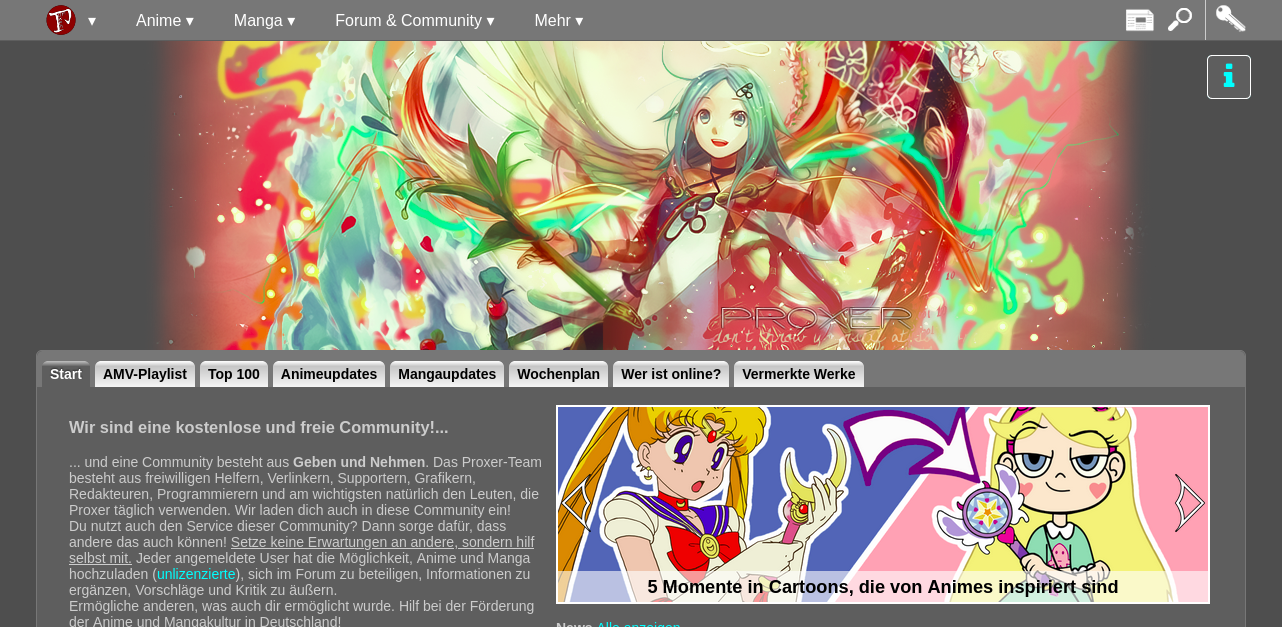 Anime ▾ Manga ▾ Forum & Community ▾ Mehr ▾
PROXER
don't throw u
Start AMV-Playlist Top 100 Animeupdates Mangaupdates Wochenplan Wer ist online? Vermerkte Werke
Wir sind eine kostenlose und freie Community!...
... und eine Community besteht aus Geben und Nehmen. Das Proxer-Team
besteht aus freiwilligen Helfern, Verlinkern, Supportern, Grafikern,
Redakteuren, Programmierern und am wichtigsten natürlich den Leuten, die
Proxer täglich verwenden. Wir laden dich auch in diese Community ein!
Du nutzt auch den Service dieser Community? Dann sorge dafür, dass
andere das auch können! Setze keine Erwartungen an andere, sondern hilf
selbst mit. Jeder angemeldete User hat die Möglichkeit, Anime und Manga
hochzuladen (unlizenzierte), sich im Forum zu beteiligen, Informationen zu
ergänzen, Vorschläge und Kritik zu äußern.
Ermögliche anderen, was auch dir ermöglicht wurde. Hilf bei der Förderung
der Anime und Mangakultur in Deutschland!
5 Momente in Cartoons, die von Animes inspiriert sind
News Alle anzeigen